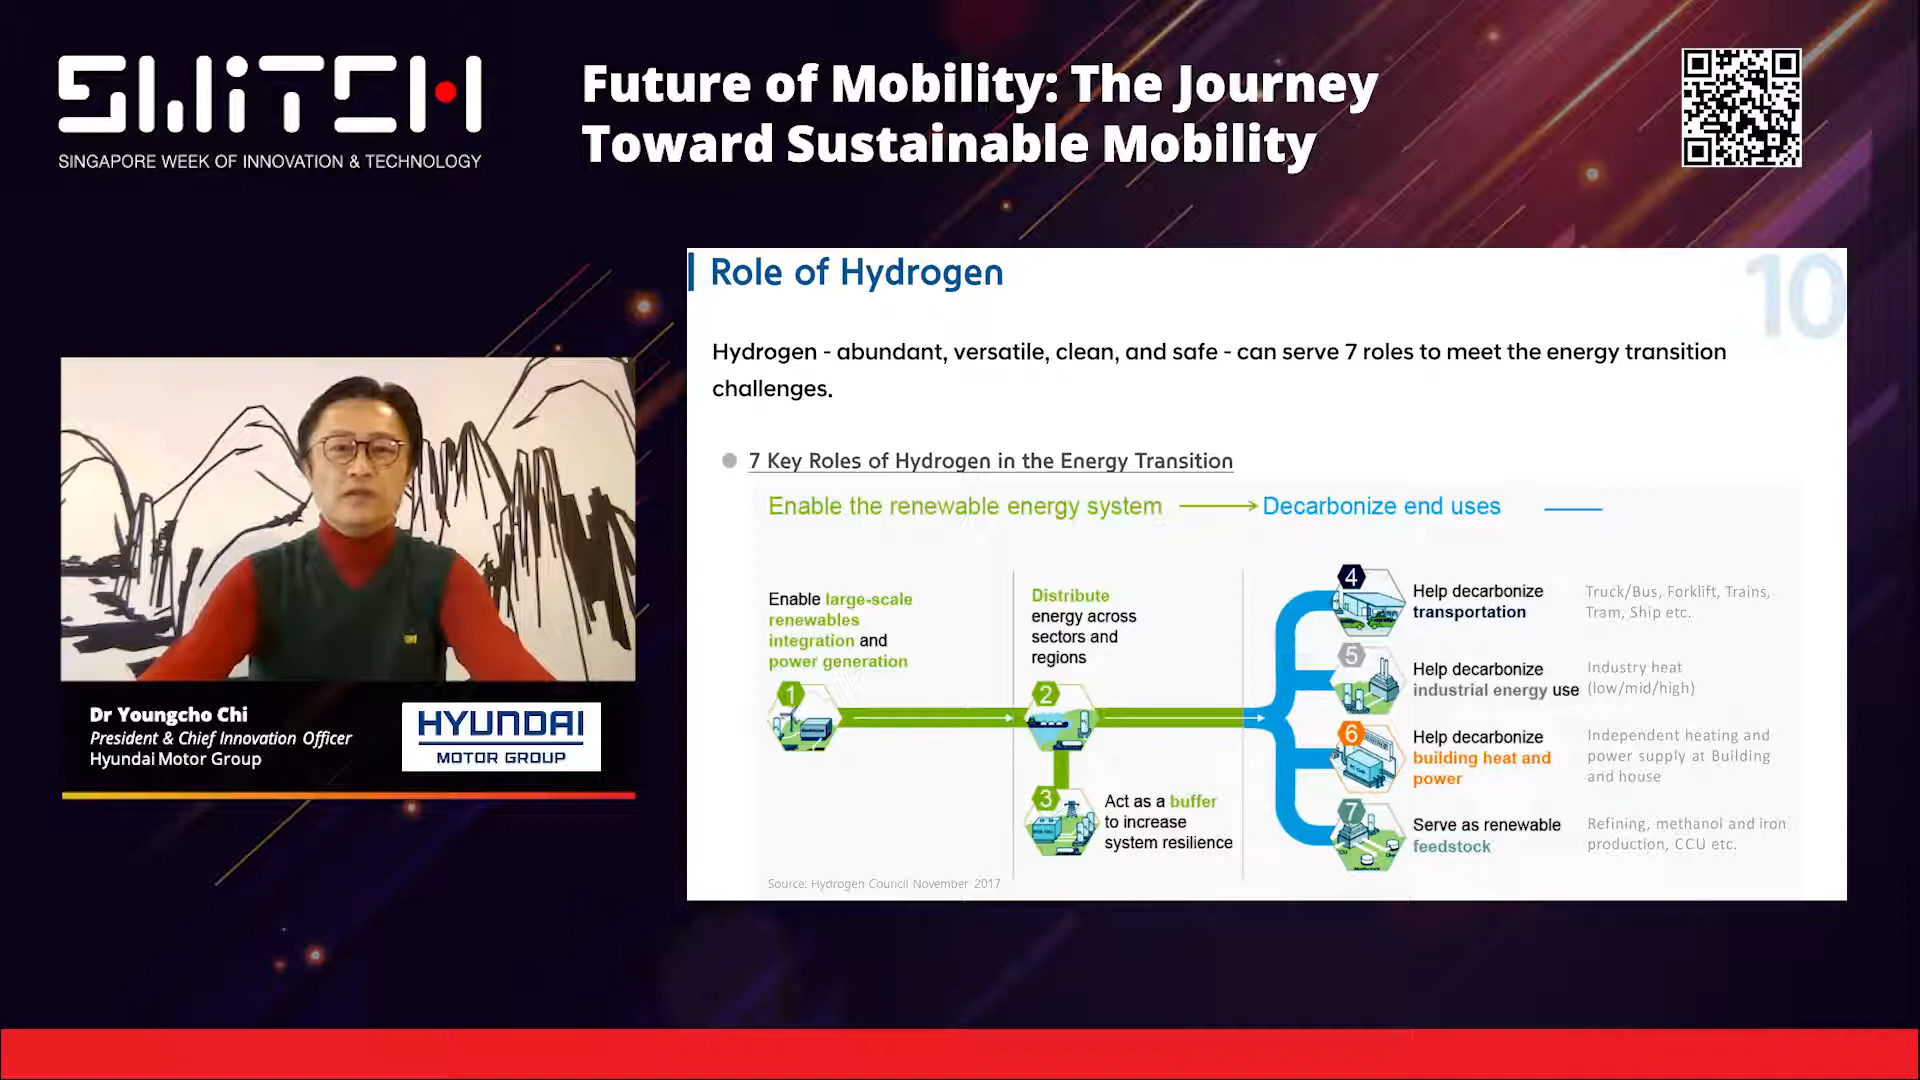 SWITCH
SINGAPORE WEEK OF INNOVATION & TECHNOLOGY
Future of Mobility: The Journey
Toward Sustainable Mobility
Dr Youngcho Chi
President & Chief Innovation Officer
Hyundai Motor Group
HYUNDAI
MOTOR GROUP
Role of Hydrogen
10
Hydrogen - abundant, versatile, clean, and safe - can serve 7 roles to meet the energy transition
challenges.
7 Key Roles of Hydrogen in the Energy Transition
Enable the renewable energy system
Decarbonize end uses
Enable large-scale
renewables
integration and
power generation
1
Distribute
energy across
sectors and
regions
2
3
Act as a buffer
to increase
system resilience
4
Help decarbonize
transportation
Truck/Bus, Forklift, Trains,
Tram, Ship etc.
5
Help decarbonize
industrial energy use
Industry heat
(low/mid/high)
6
Help decarbonize
building heat and
power
Independent heating and
power supply at Building
and house
7
Serve as renewable
feedstock
Refining, methanol and iron
production, CCU etc.
Source: Hydrogen Council November 2017